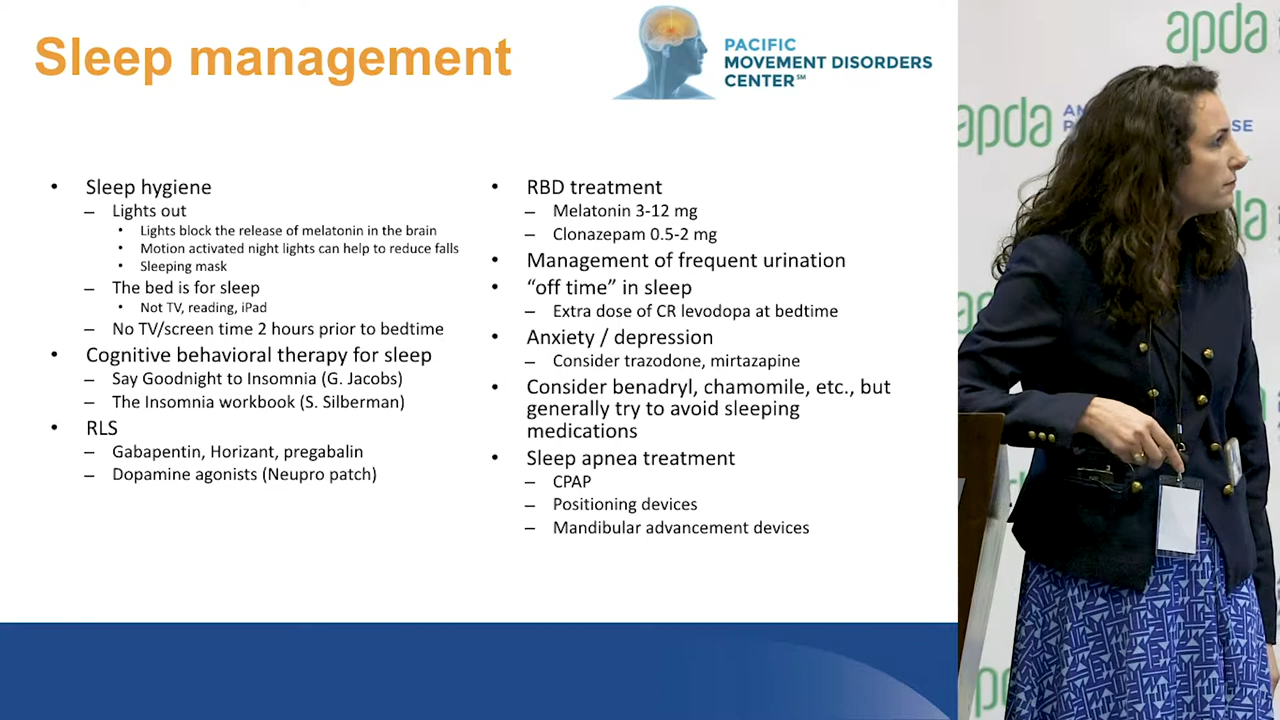 Sleep management
PACIFIC
MOVEMENT DISORDERS
CENTER℠
• Sleep hygiene
– Lights out
• Lights block the release of melatonin in the brain
• Motion activated night lights can help to reduce falls
• Sleeping mask
– The bed is for sleep
• Not TV, reading, iPad
– No TV/screen time 2 hours prior to bedtime
• Cognitive behavioral therapy for sleep
– Say Goodnight to Insomnia (G. Jacobs)
– The Insomnia workbook (S. Silberman)
• RLS
– Gabapentin, Horizant, pregabalin
– Dopamine agonists (Neupro patch)
• RBD treatment
– Melatonin 3-12 mg
– Clonazepam 0.5-2 mg
• Management of frequent urination
• “off time” in sleep
– Extra dose of CR levodopa at bedtime
• Anxiety / depression
– Consider trazodone, mirtazapine
• Consider benadryl, chamomile, etc., but
generally try to avoid sleeping
medications
• Sleep apnea treatment
– CPAP
– Positioning devices
– Mandibular advancement devices
apda
apda